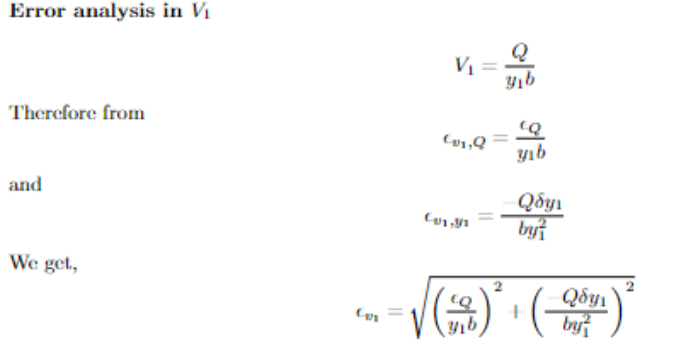 Error analysis in V₁
V₁ = Q / (y₁b)
Therefore from
ϵ_{v₁,Q} = ϵ_Q / (y₁b)
and
ϵ_{v₁,y₁} = −Qδy₁ / (by₁²)
We get,
ϵ_{v₁} = √((ϵ_Q / (y₁b))² + (−Qδy₁ / (by₁²))²)